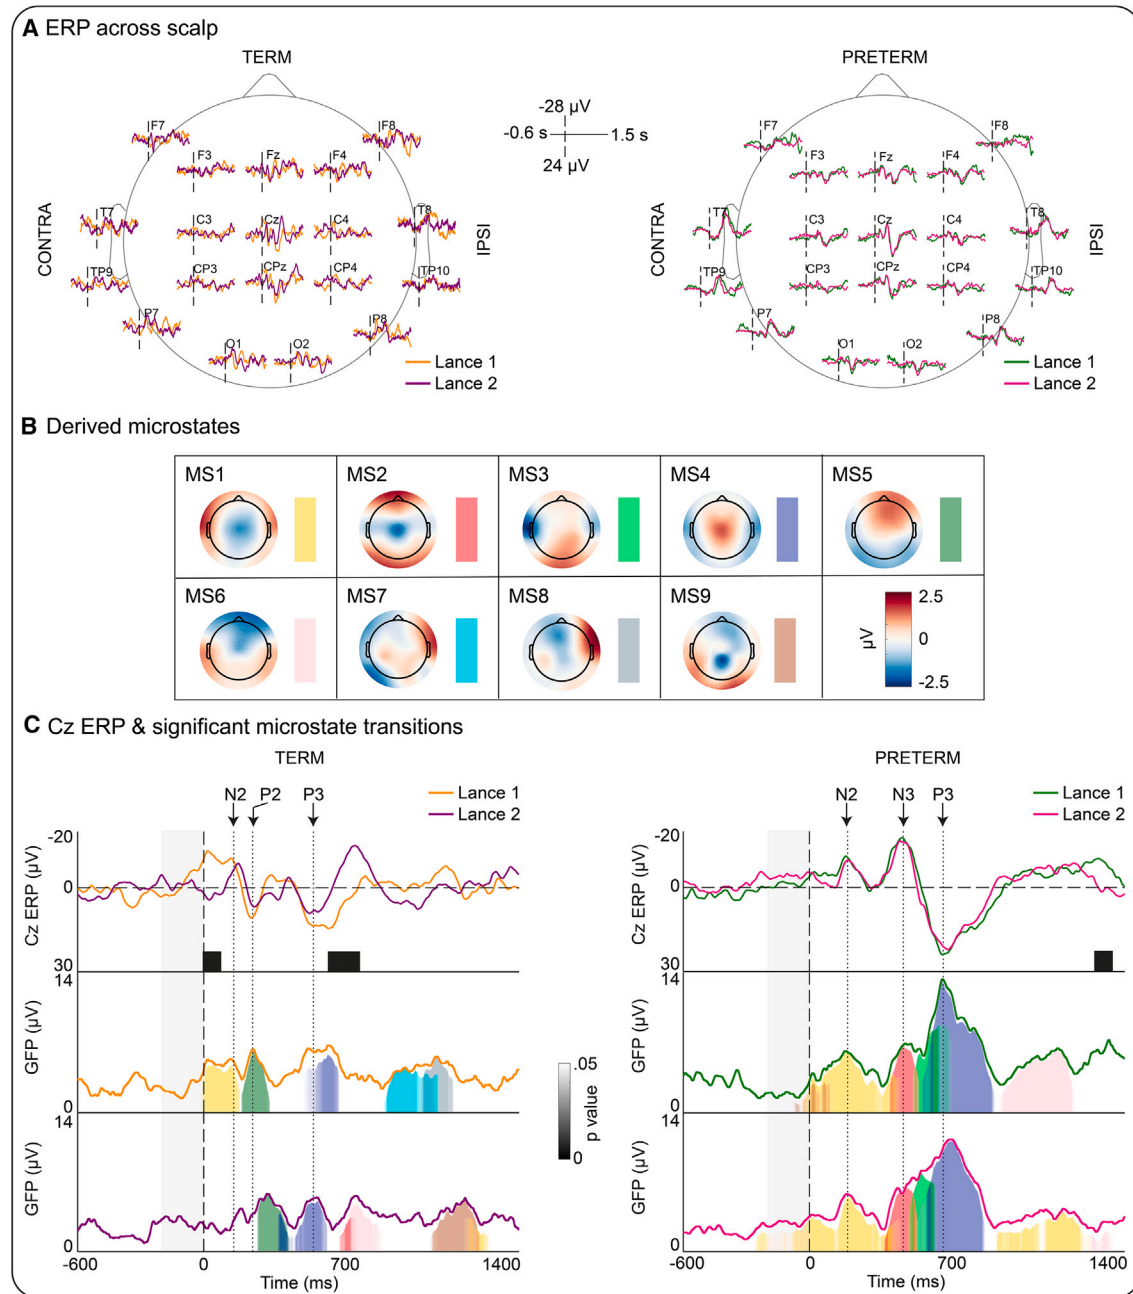 A ERP across scalp
TERM
PRETERM
-28 µV
-0.6 s
1.5 s
24 µV
CONTRA
IPSI
F7
F8
F3
Fz
F4
T7
C3
Cz
C4
T8
TP9
CP3
CPz
CP4
TP10
P7
P8
O1
O2
Lance 1
Lance 2
CONTRA
IPSI
F7
F8
F3
Fz
F4
T7
C3
Cz
C4
T8
TP9
CP3
CPz
CP4
TP10
P7
P8
O1
O2
Lance 1
Lance 2
B Derived microstates
MS1
MS2
MS3
MS4
MS5
MS6
MS7
MS8
MS9
µV
2.5
0
-2.5
C Cz ERP & significant microstate transitions
TERM
PRETERM
N2
P2
P3
Lance 1
Lance 2
-20
0
30
Cz ERP (µV)
14
0
GFP (µV)
14
0
GFP (µV)
-600
0
700
1400
Time (ms)
.05
0
p value
N2
N3
P3
Lance 1
Lance 2
-20
0
30
Cz ERP (µV)
14
0
GFP (µV)
14
0
GFP (µV)
-600
0
700
1400
Time (ms)